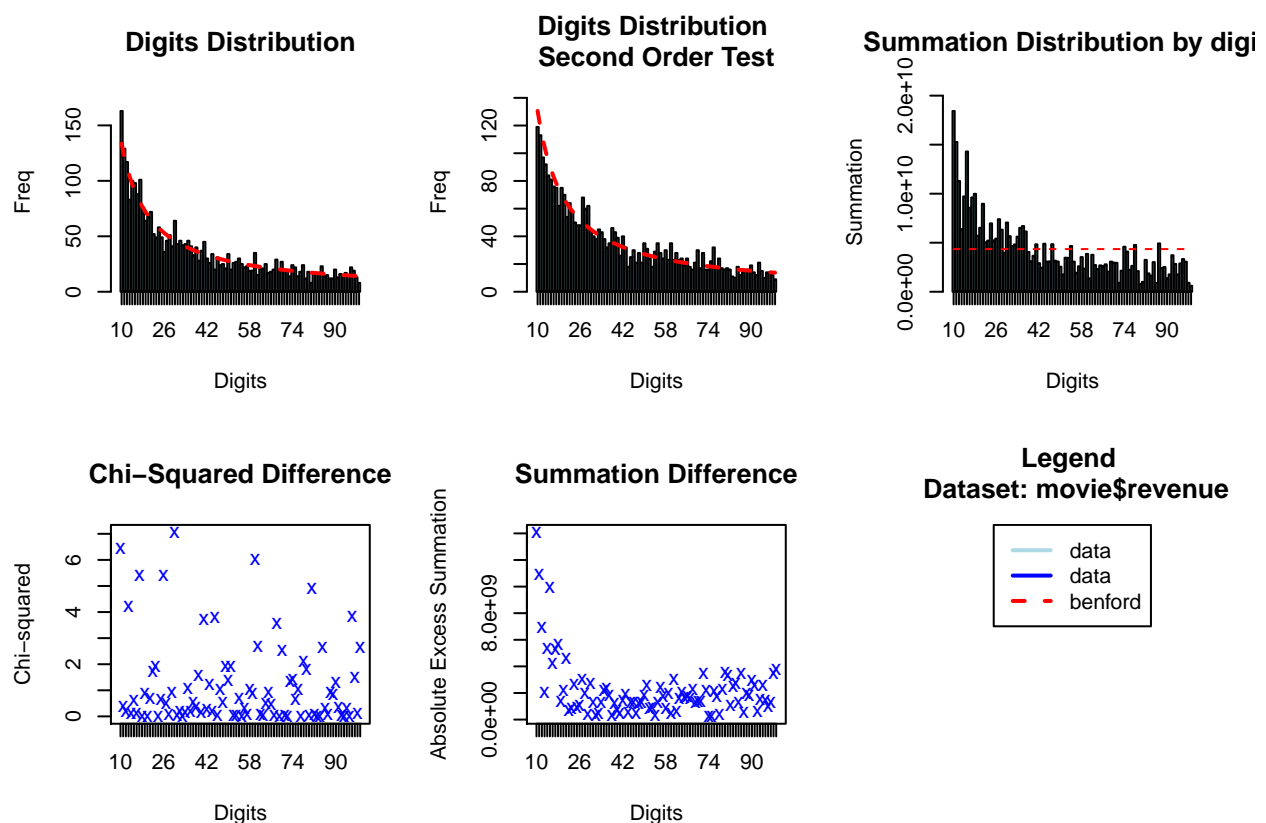 Digits Distribution
Freq
0 50 100 150
10 26 42 58 74 90
Digits
Digits Distribution
Second Order Test
Freq
0 40 80 120
10 26 42 58 74 90
Digits
Summation Distribution by digi
Summation
0.0e+00 1.0e+10 2.0e+10
10 26 42 58 74 90
Digits
Chi−Squared Difference
Chi−squared
0 2 4 6
10 26 42 58 74 90
Digits
Summation Difference
Absolute Excess Summation
0.0e+00 8.0e+09
10 26 42 58 74 90
Digits
Legend
Dataset: movie$revenue
data
data
benford